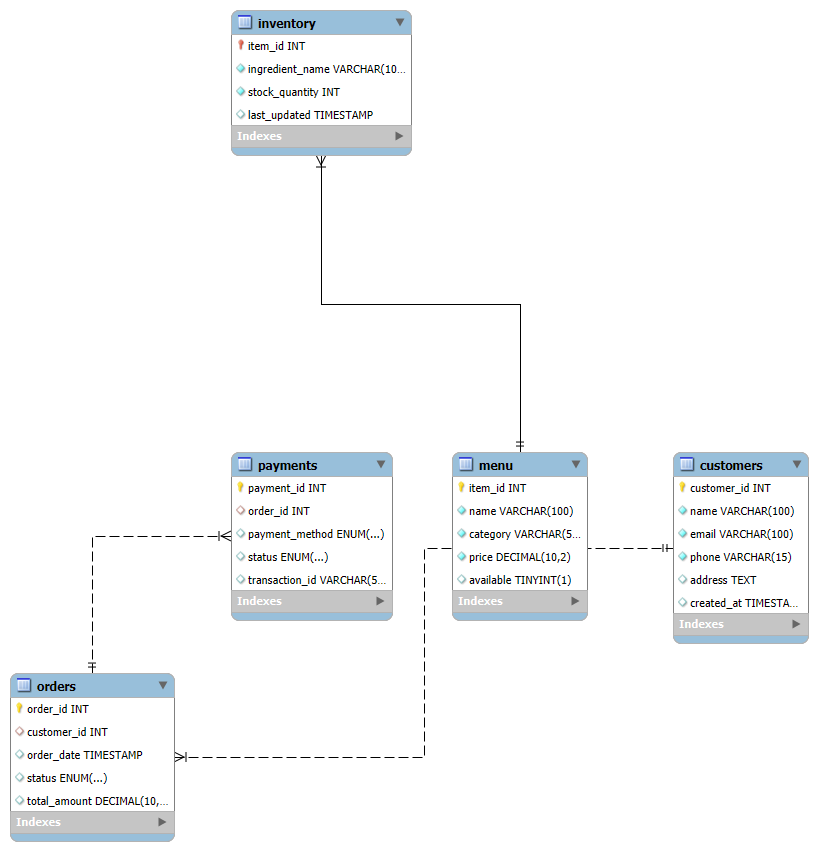 inventory
item_id INT
ingredient_name VARCHAR(10...
stock_quantity INT
last_updated TIMESTAMP
Indexes
payments
payment_id INT
order_id INT
payment_method ENUM(...)
status ENUM(...)
transaction_id VARCHAR(5...
Indexes
menu
item_id INT
name VARCHAR(100)
category VARCHAR(5...
price DECIMAL(10,2)
available TINYINT(1)
Indexes
customers
customer_id INT
name VARCHAR(100)
email VARCHAR(100)
phone VARCHAR(15)
address TEXT
created_at TIMESTA...
Indexes
orders
order_id INT
customer_id INT
order_date TIMESTAMP
status ENUM(...)
total_amount DECIMAL(10,...
Indexes